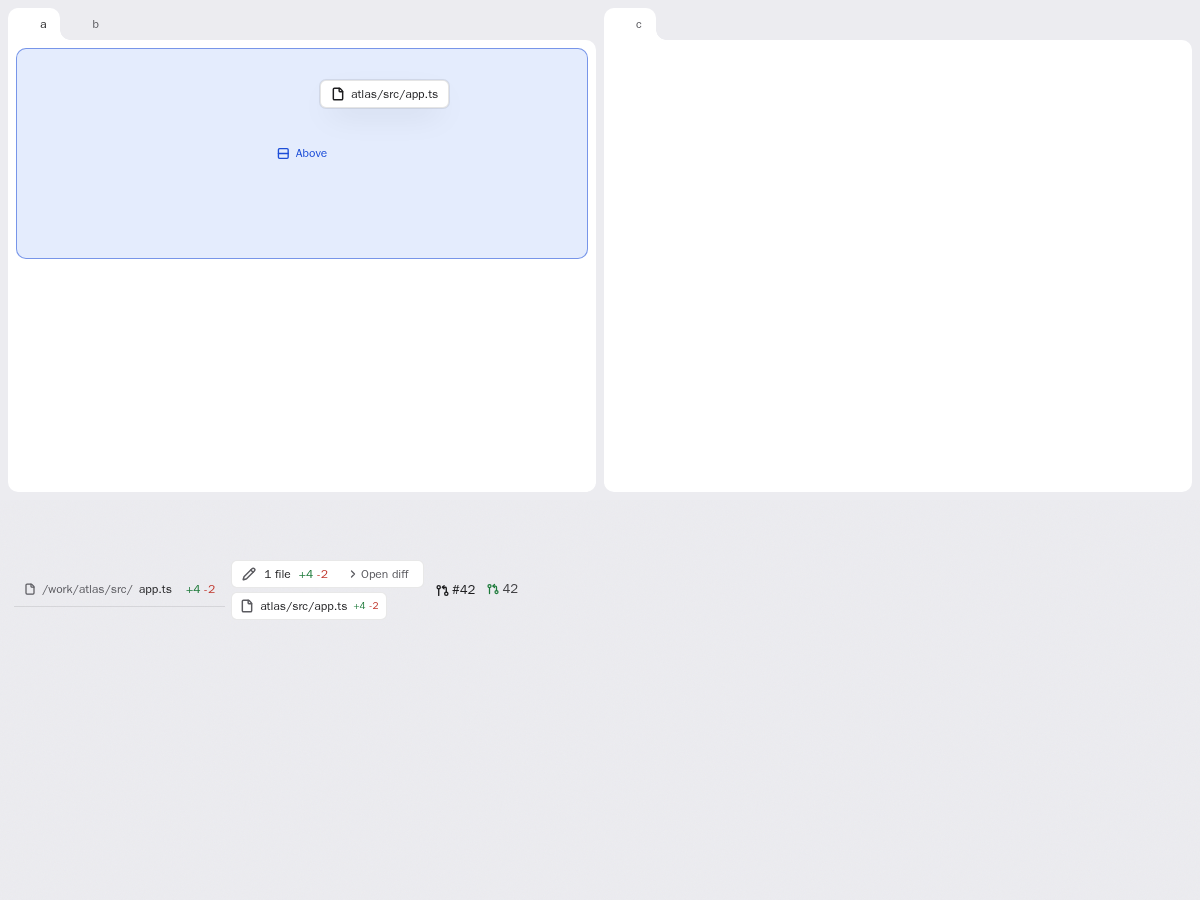 a b c
atlas/src/app.ts
Above
1 file +4 -2 Open diff
/work/atlas/src/ app.ts +4 -2 #42 42
atlas/src/app.ts +4 -2